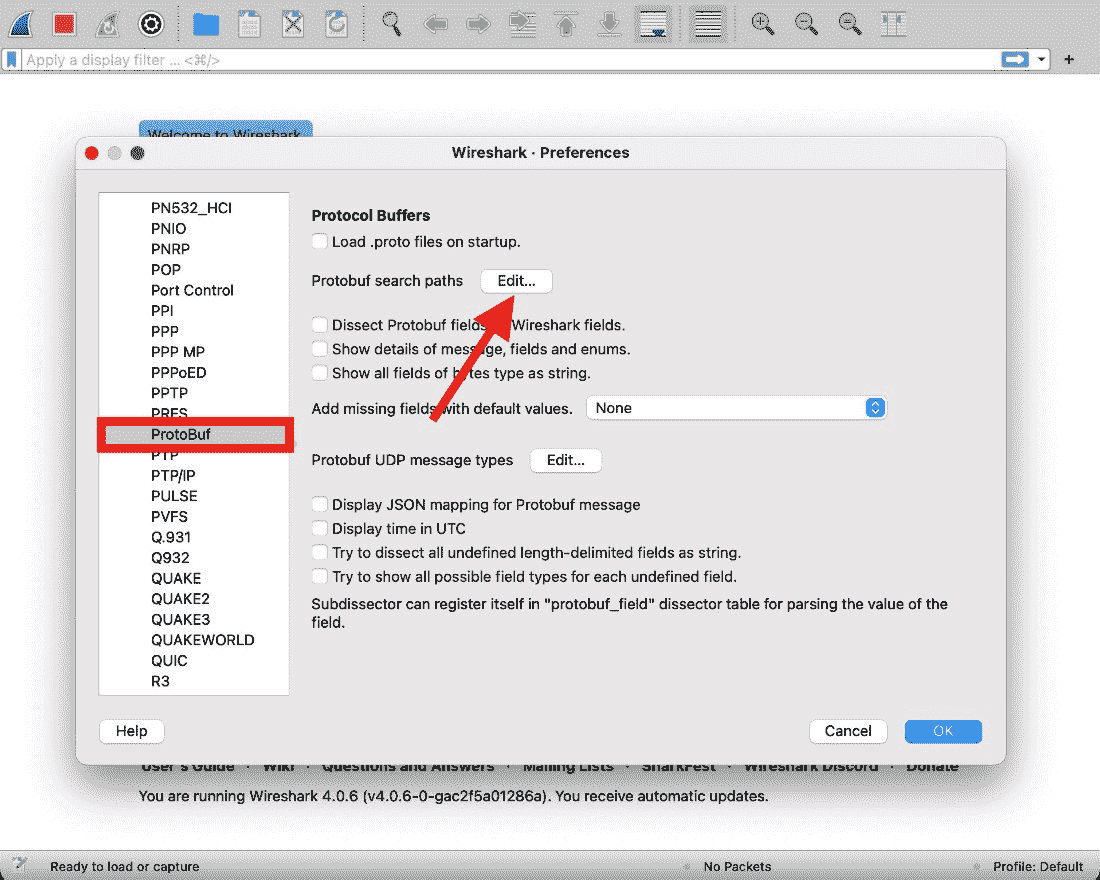 Apply a display filter ... <⌘/>
+
Welcome to Wireshark
Wireshark · Preferences
PN532_HCI
PNIO
PNRP
POP
Port Control
PPI
PPP
PPP MP
PPPoED
PPTP
PRES
ProtoBuf
PTP
PTP/IP
PULSE
PVFS
Q.931
Q932
QUAKE
QUAKE2
QUAKE3
QUAKEWORLD
QUIC
R3
Protocol Buffers
Load .proto files on startup.
Protobuf search paths Edit...
Dissect Protobuf fields Wireshark fields.
Show details of message, fields and enums.
Show all fields of bytes type as string.
Add missing fields with default values. None
Protobuf UDP message types Edit...
Display JSON mapping for Protobuf message
Display time in UTC
Try to dissect all undefined length-delimited fields as string.
Try to show all possible field types for each undefined field.
Subdissector can register itself in "protobuf_field" dissector table for parsing the value of the
field.
Help Cancel OK
User's Guide · Wiki · Questions and Answers · Mailing Lists · SharkFest · Wireshark Discord · Donate
You are running Wireshark 4.0.6 (v4.0.6-0-gac2f5a01286a). You receive automatic updates.
Ready to load or capture No Packets Profile: Default